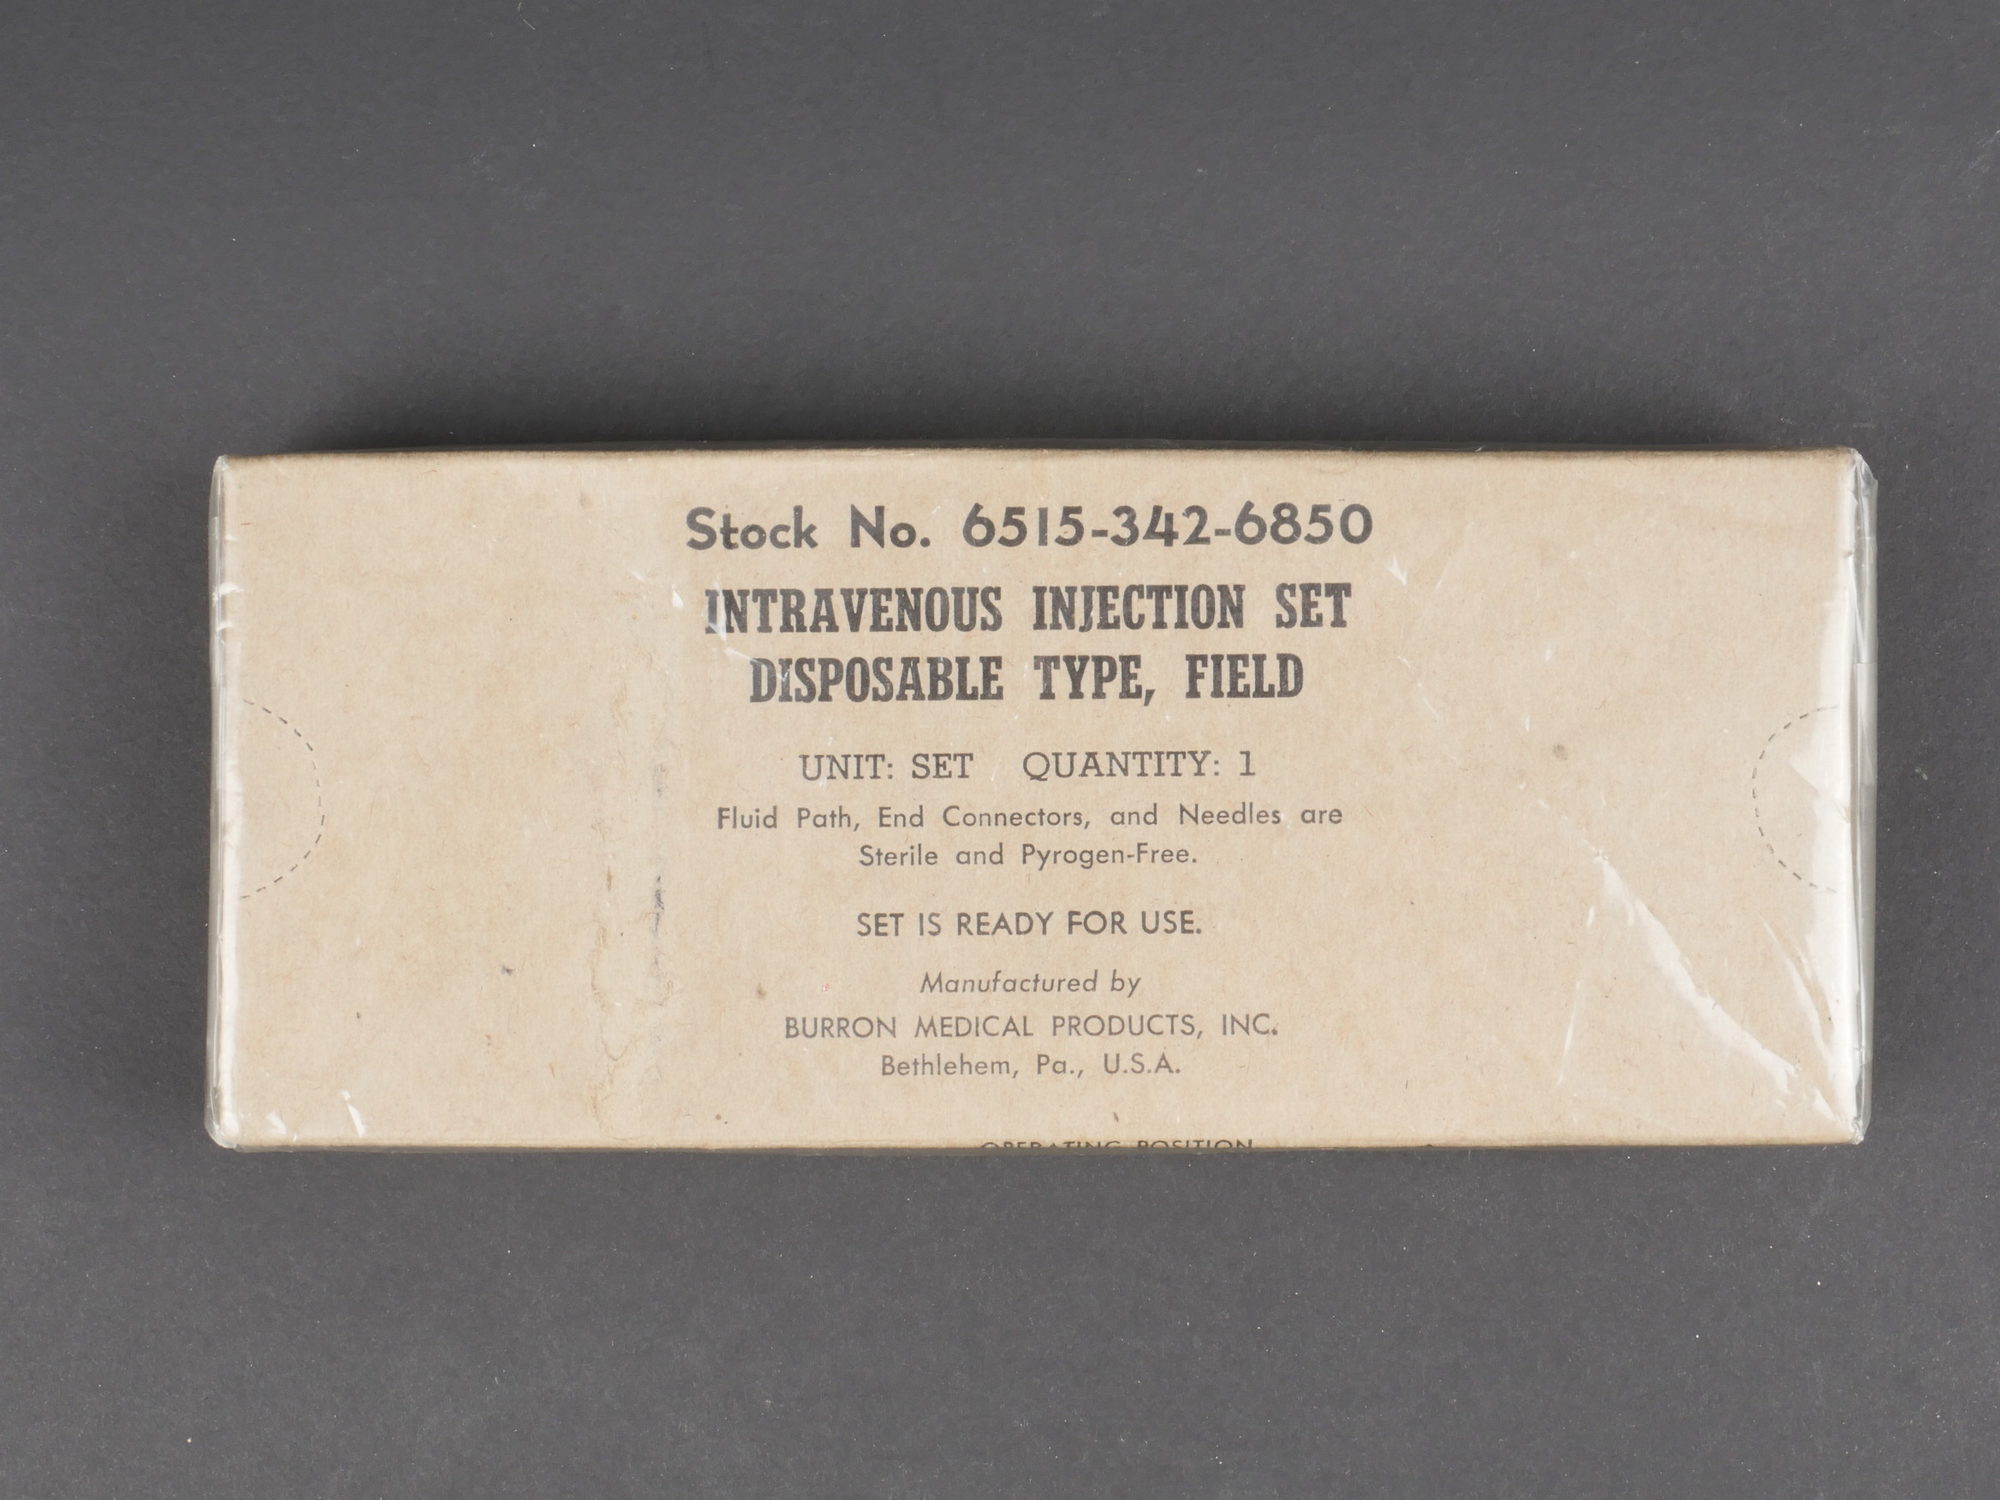 Stock No. 6515-342-6850
INTRAVENOUS INJECTION SET
DISPOSABLE TYPE, FIELD
UNIT: SET QUANTITY: 1
Fluid Path, End Connectors, and Needles are
Sterile and Pyrogen-Free.
SET IS READY FOR USE.
Manufactured by
BURRON MEDICAL PRODUCTS, INC.
Bethlehem, Pa., U.S.A.
OPERATING POSITION